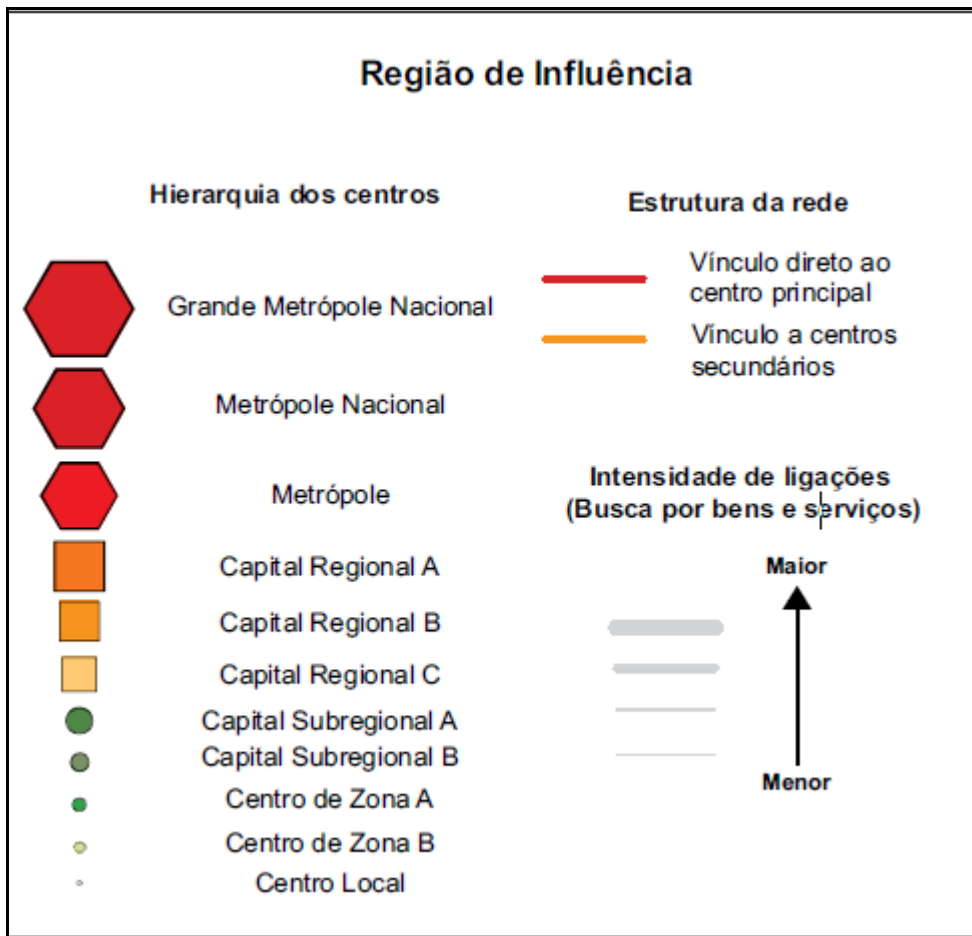 Região de Influência
Hierarquia dos centros
Grande Metrópole Nacional
Metrópole Nacional
Metrópole
Capital Regional A
Capital Regional B
Capital Regional C
Capital Subregional A
Capital Subregional B
Centro de Zona A
Centro de Zona B
Centro Local
Estrutura da rede
Vínculo direto ao
centro principal
Vínculo a centros
secundários
Intensidade de ligações
(Busca por bens e serviços)
Maior
Menor